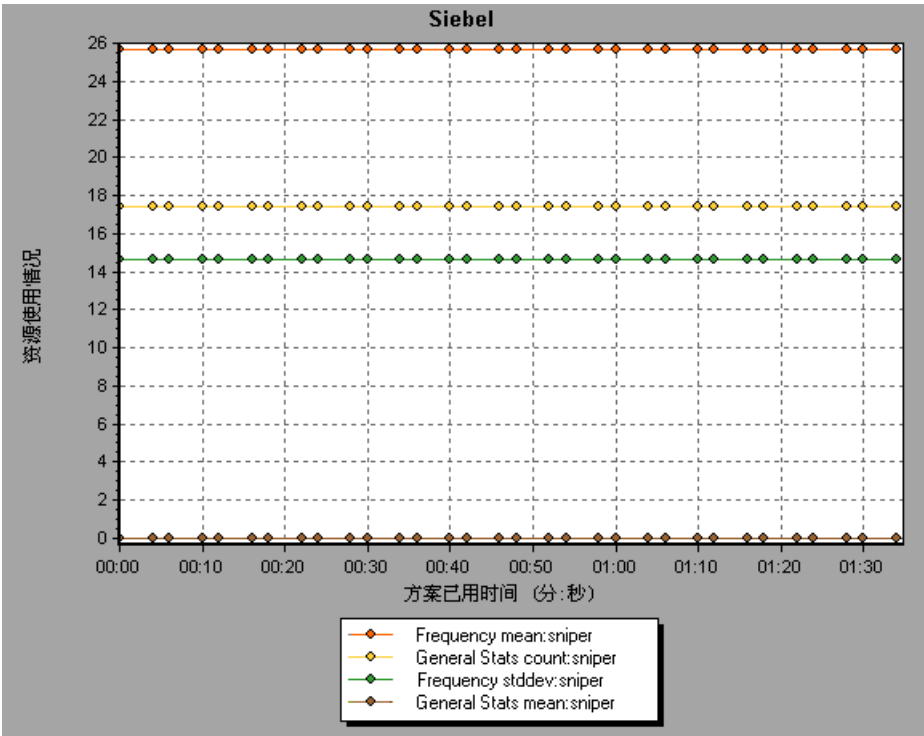 Siebel
26
24
22
20
18
16
14
12
10
8
6
4
2
0
资源使用情况
00:00 00:10 00:20 00:30 00:40 00:50 01:00 01:10 01:20 01:30
方案已用时间 (分:秒)
Frequency mean:sniper
General Stats count:sniper
Frequency stddev:sniper
General Stats mean:sniper